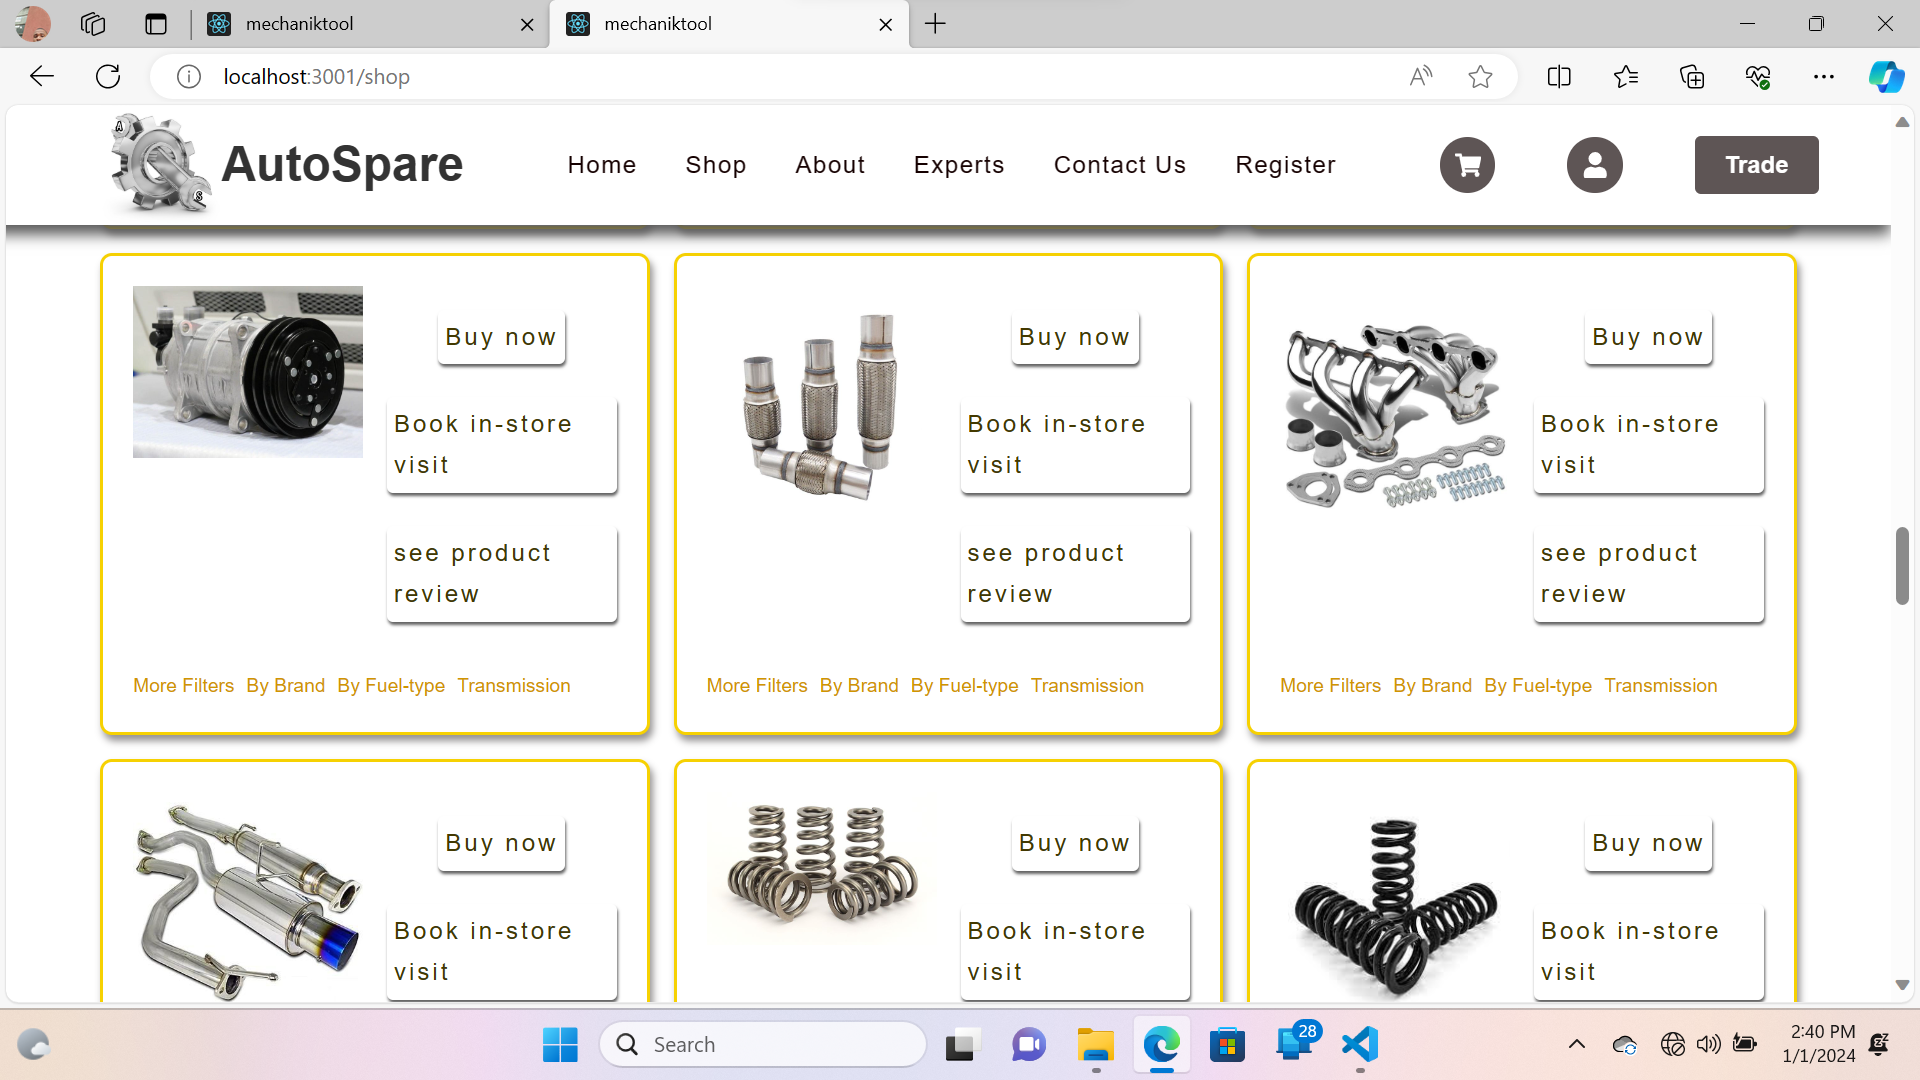 mechaniktool
mechaniktool
localhost:3001/shop
A
S
AutoSpare
Home Shop About Experts Contact Us Register
Trade
Buy now
Book in-store
visit
see product
review
More Filters By Brand By Fuel-type Transmission
Buy now
Book in-store
visit
see product
review
More Filters By Brand By Fuel-type Transmission
Buy now
Book in-store
visit
see product
review
More Filters By Brand By Fuel-type Transmission
Buy now
Book in-store
visit
Buy now
Book in-store
visit
Buy now
Book in-store
visit
Search
28
2:40 PM
1/1/2024